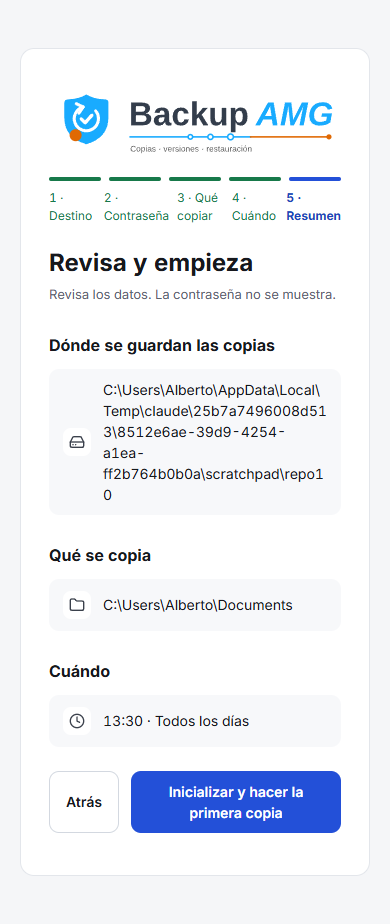 Backup AMG
Copias · versiones · restauración
1 · Destino
2 · Contraseña
3 · Qué copiar
4 · Cuándo
5 · Resumen
Revisa y empieza
Revisa los datos. La contraseña no se muestra.
Dónde se guardan las copias
C:\Users\Alberto\AppData\Local\
Temp\claude\25b7a7496008d51
3\8512e6ae-39d9-4254-
a1ea-
ff2b764b0b0a\scratchpad\repo1
0
Qué se copia
C:\Users\Alberto\Documents
Cuándo
13:30 · Todos los días
Atrás
Inicializar y hacer la
primera copia